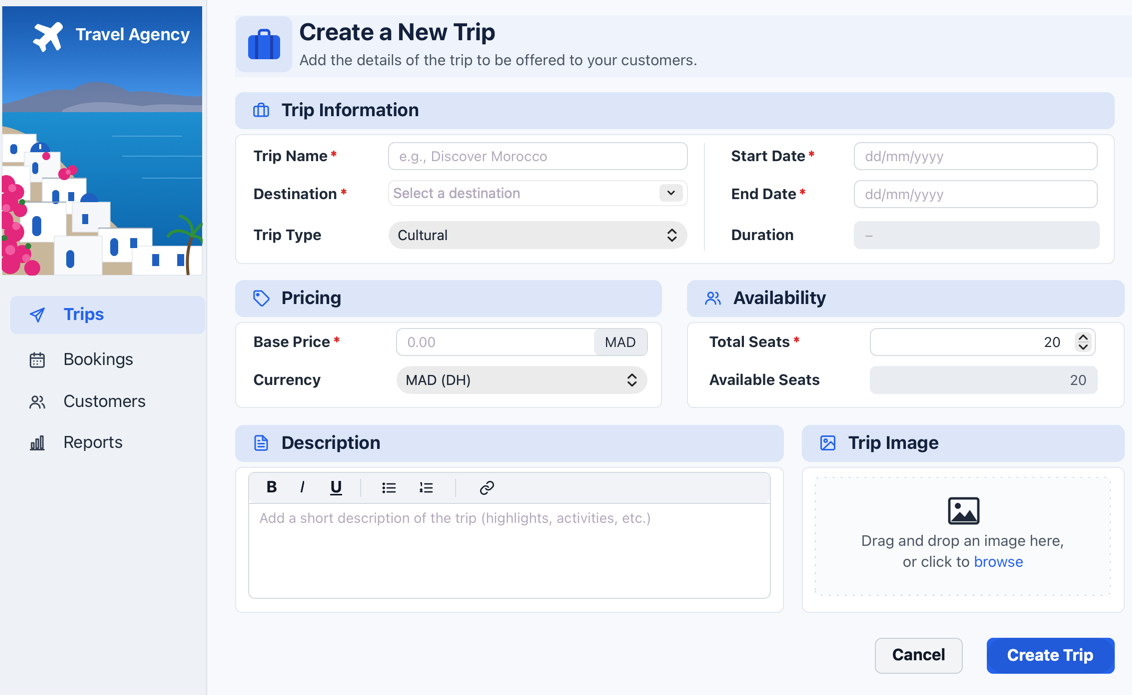 Travel Agency
Create a New Trip
Add the details of the trip to be offered to your customers.
Trip Information
Trip Name *
e.g., Discover Morocco
Start Date *
dd/mm/yyyy
Destination *
Select a destination
End Date *
dd/mm/yyyy
Trip Type
Cultural
Duration
–
Trips
Bookings
Customers
Reports
Pricing
Base Price *
0.00
MAD
Currency
MAD (DH)
Availability
Total Seats *
20
Available Seats
20
Description
B I U
Add a short description of the trip (highlights, activities, etc.)
Trip Image
Drag and drop an image here,
or click to browse
Cancel
Create Trip